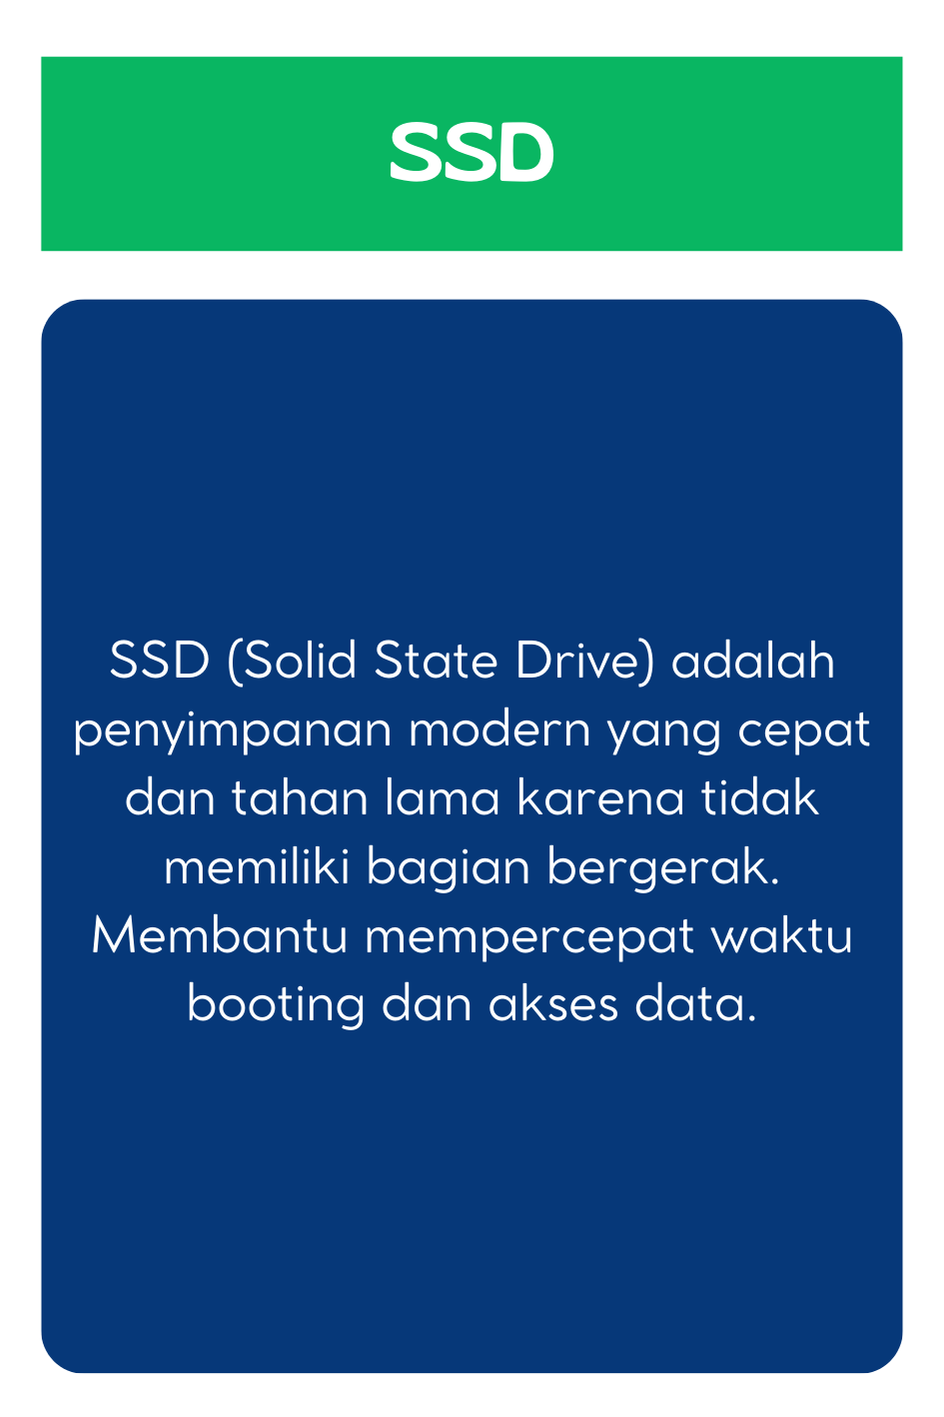 SSD
SSD (Solid State Drive) adalah
penyimpanan modern yang cepat
dan tahan lama karena tidak
memiliki bagian bergerak.
Membantu mempercepat waktu
booting dan akses data.